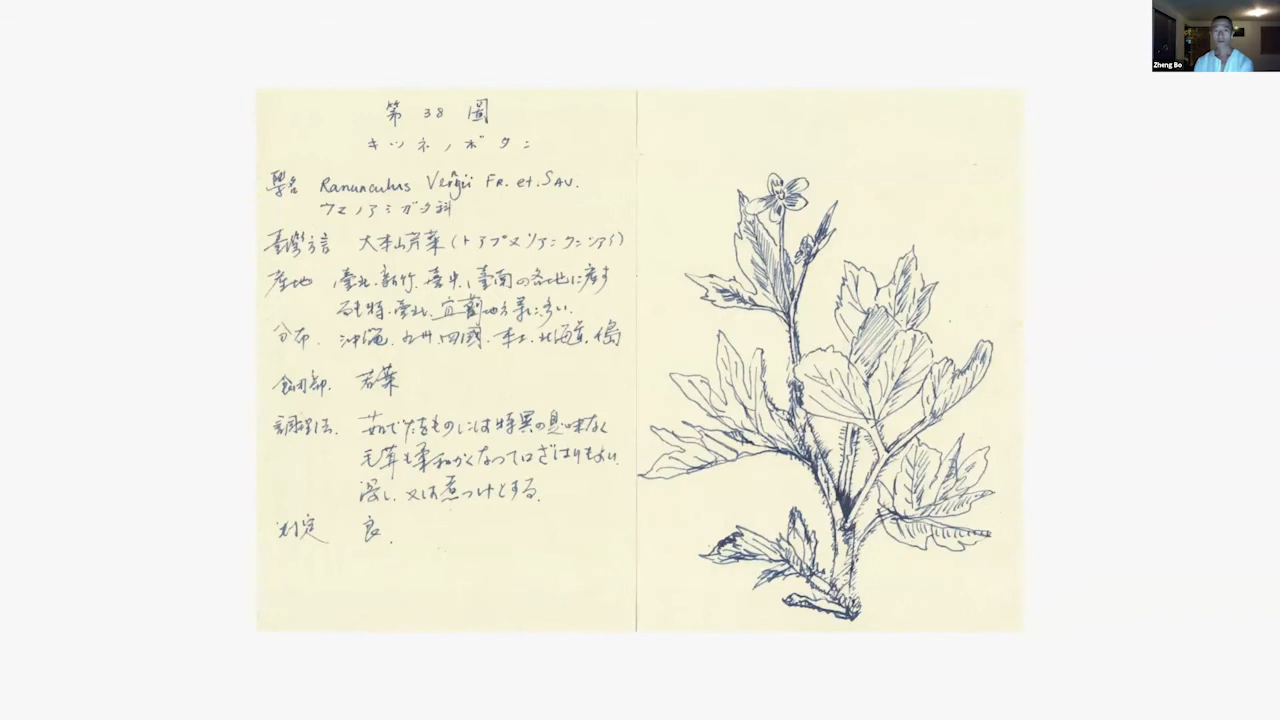 第 38 圖
キツネノボタン
學名 Ranunculus Vernyii FR. et. SAV.
ウマノアシガタ科
臺灣方言 大本山芹菜 (トアプヌソアニクンツアイ)
產地 臺北.新竹.臺中.臺南の各地に産す
るも特.臺北.宜蘭地方等に多い.
分布. 沖繩.九州.四國.本土.北海道.
食用部. 若葉
調理法. 茹でたものには特異の臭味なく
毛茸も柔和かくなって口ざはりもよい.
浸し.又は煮つけとする.
判定 良.
Zheng Bo